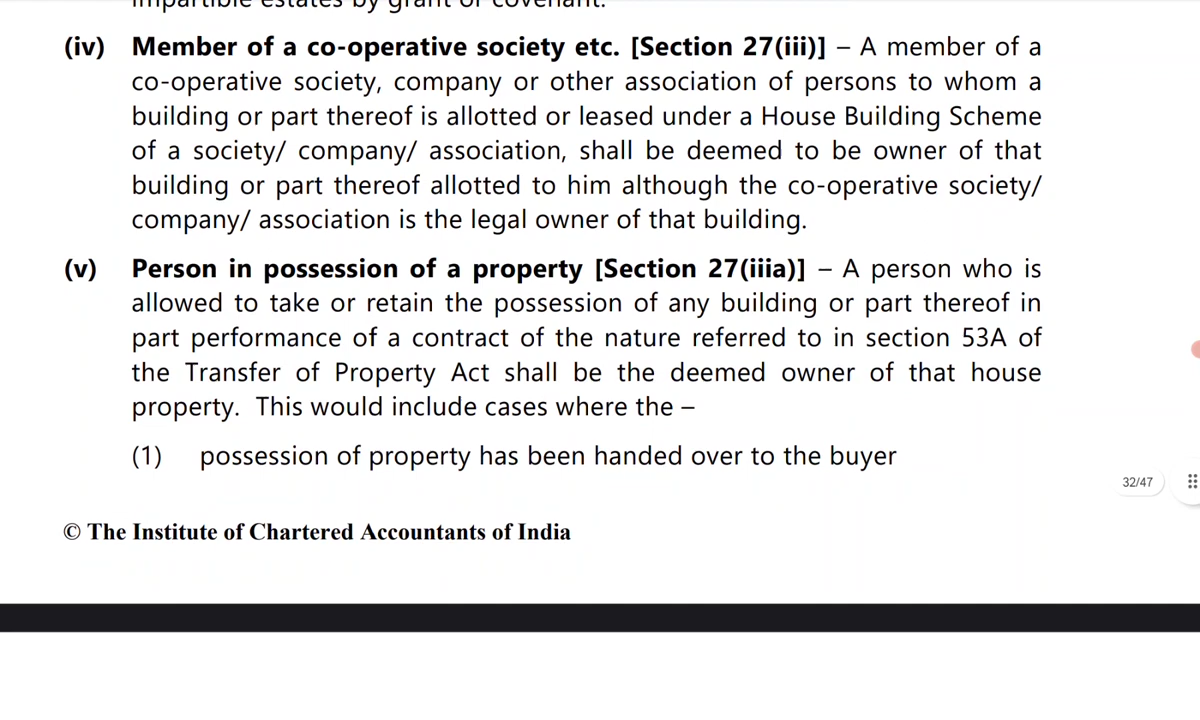 impartible estates by grant or covenant.
(iv) Member of a co-operative society etc. [Section 27(iii)] – A member of a
co-operative society, company or other association of persons to whom a
building or part thereof is allotted or leased under a House Building Scheme
of a society/ company/ association, shall be deemed to be owner of that
building or part thereof allotted to him although the co-operative society/
company/ association is the legal owner of that building.
(v) Person in possession of a property [Section 27(iiia)] – A person who is
allowed to take or retain the possession of any building or part thereof in
part performance of a contract of the nature referred to in section 53A of
the Transfer of Property Act shall be the deemed owner of that house
property. This would include cases where the –
(1) possession of property has been handed over to the buyer
32/47
© The Institute of Chartered Accountants of India